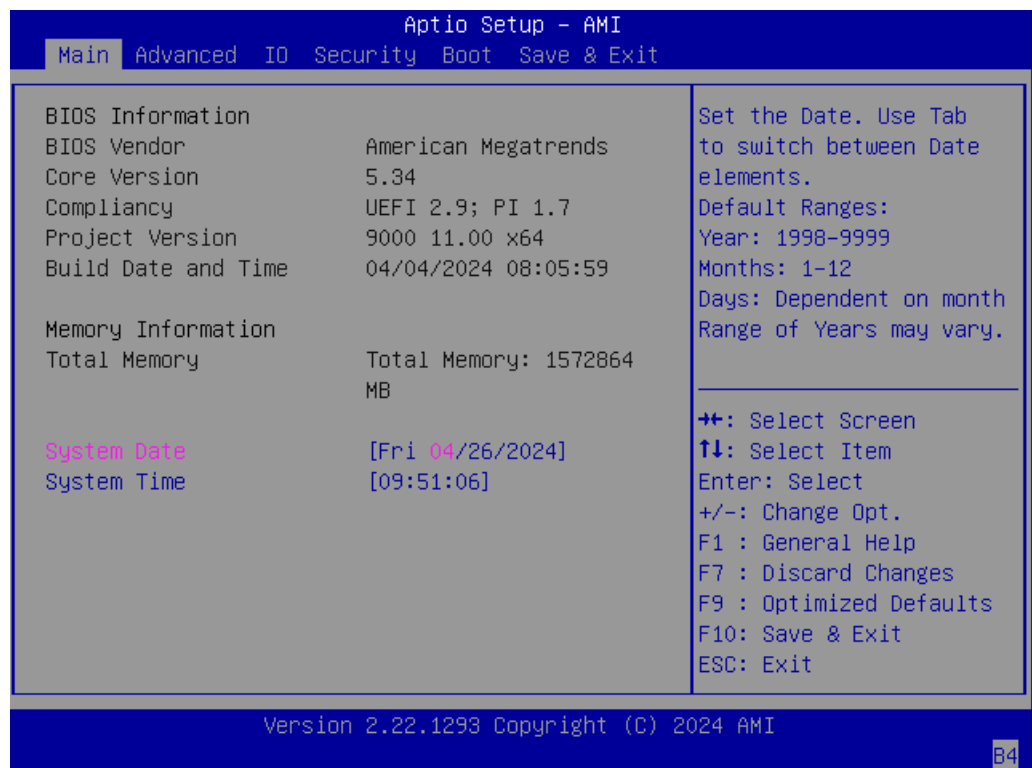 Aptio Setup – AMI
Main Advanced IO Security Boot Save & Exit
BIOS Information
BIOS Vendor American Megatrends
Core Version 5.34
Compliancy UEFI 2.9; PI 1.7
Project Version 9000 11.00 x64
Build Date and Time 04/04/2024 08:05:59
Memory Information
Total Memory Total Memory: 1572864
MB
System Date [Fri 04/26/2024]
System Time [09:51:06]
Set the Date. Use Tab
to switch between Date
elements.
Default Ranges:
Year: 1998–9999
Months: 1–12
Days: Dependent on month
Range of Years may vary.
→←: Select Screen
↑↓: Select Item
Enter: Select
+/–: Change Opt.
F1 : General Help
F7 : Discard Changes
F9 : Optimized Defaults
F10: Save & Exit
ESC: Exit
Version 2.22.1293 Copyright (C) 2024 AMI
B4